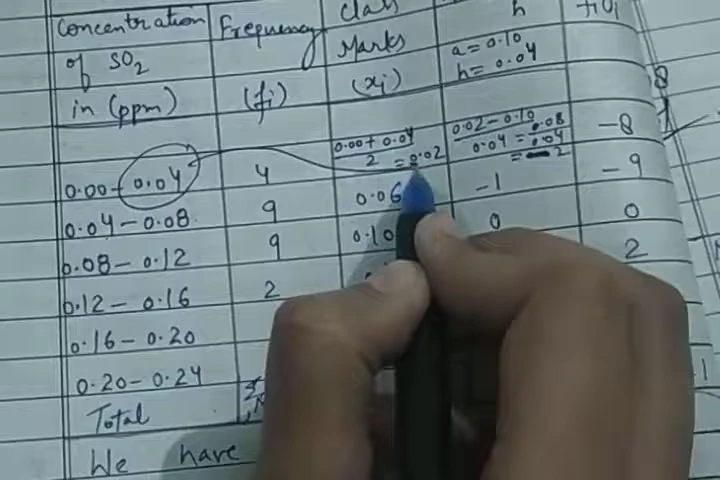 Concentration Frequency Class h fiui
of SO2 Marks a = 0.10
h = 0.04
in (ppm) (fi) (xi)
0.00 - 0.04 4 0.00 + 0.04 / 2 = 0.02 0.02 - 0.10 / 0.04 = 0.08 / 0.04 = 2 -8
0.04 - 0.08 9 0.06 -1 -9
0.08 - 0.12 9 0.10 0 0
0.12 - 0.16 2 2
0.16 - 0.20
0.20 - 0.24
Total
We have